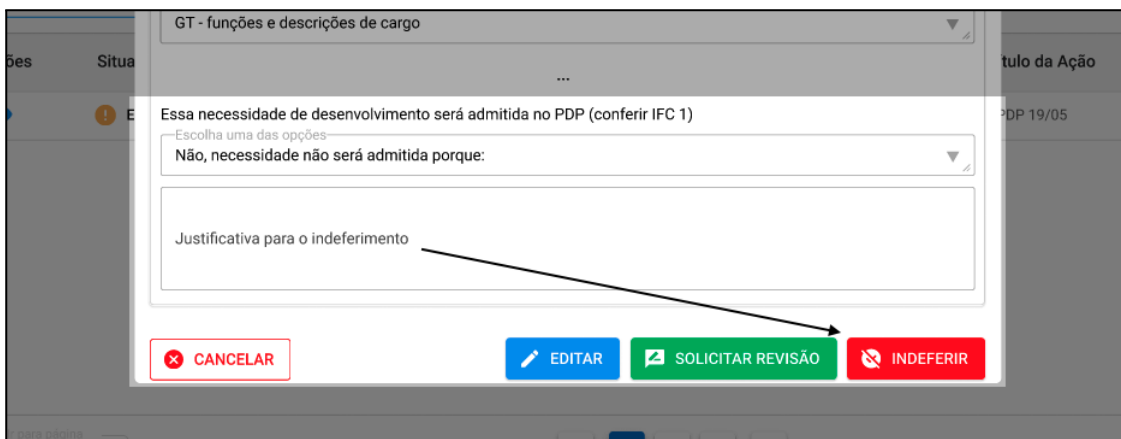 GT - funções e descrições de cargo
ões Situa ... tulo da Ação
Essa necessidade de desenvolvimento será admitida no PDP (conferir IFC 1)
E PDP 19/05
Escolha uma das opções
Não, necessidade não será admitida porque:
Justificativa para o indeferimento
CANCELAR EDITAR SOLICITAR REVISÃO INDEFERIR
para página